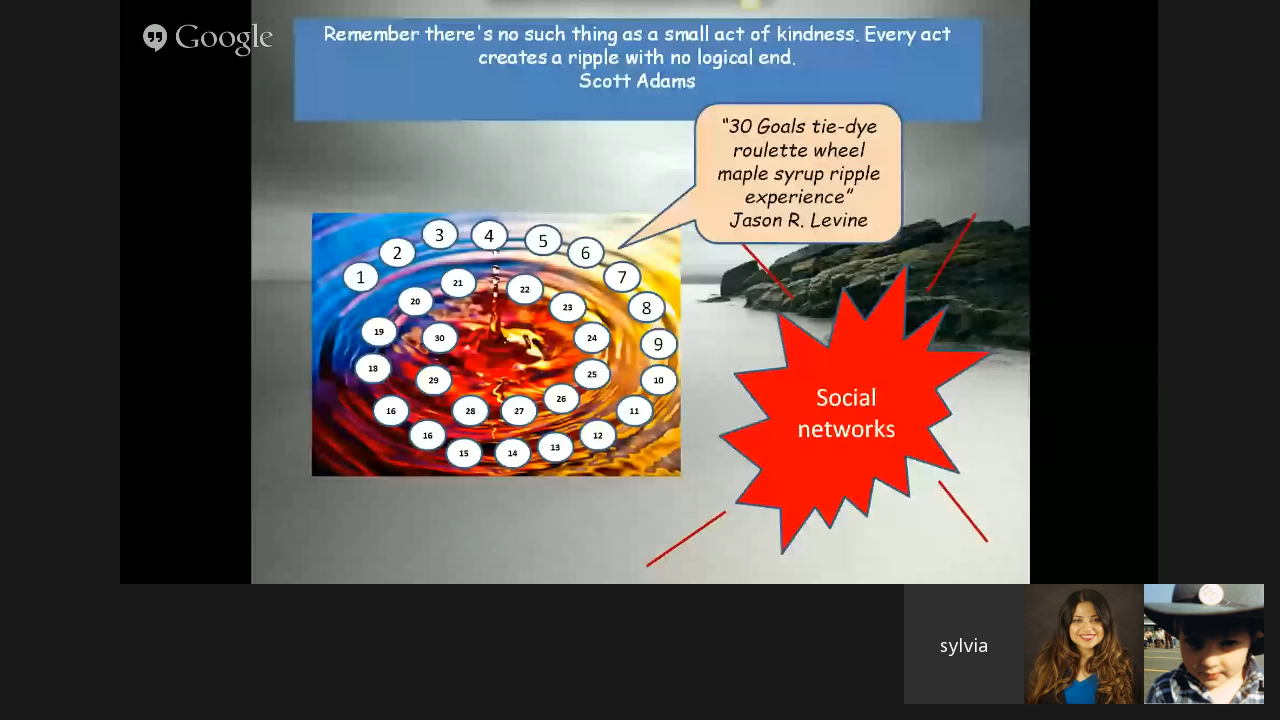 Google
Remember there's no such thing as a small act of kindness. Every act
creates a ripple with no logical end.
Scott Adams
"30 Goals tie-dye
roulette wheel
maple syrup ripple
experience"
Jason R. Levine
1
2
3
4
5
6
7
8
9
10
11
12
13
14
15
16
16
18
19
20
21
22
23
24
25
26
27
28
29
30
Social
networks
sylvia